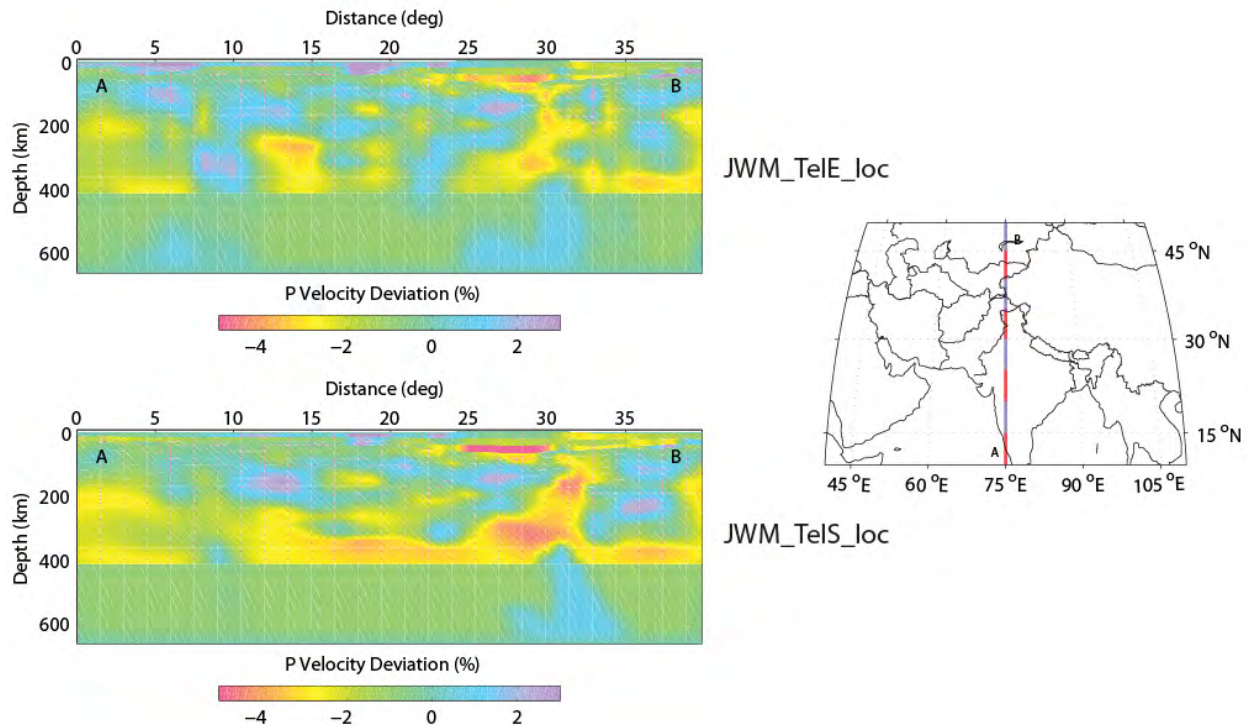 Distance (deg)
0 5 10 15 20 25 30 35
0
A B
200
Depth (km)
400
600
P Velocity Deviation (%)
−4 −2 0 2
JWM_TelE_loc
Distance (deg)
0 5 10 15 20 25 30 35
0
A B
200
Depth (km)
400
600
P Velocity Deviation (%)
−4 −2 0 2
JWM_TelS_loc
B
45 °N
30 °N
A
15 °N
45 °E 60 °E 75 °E 90 °E 105 °E